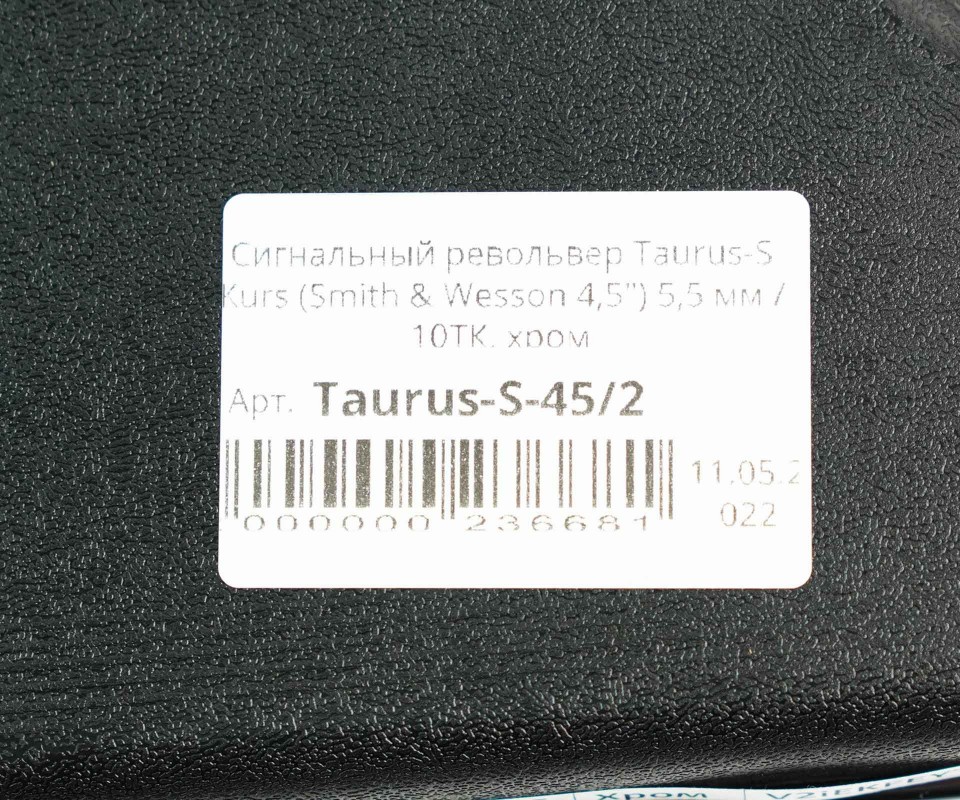 Сигнальный револьвер Taurus-S
Kurs (Smith & Wesson 4,5") 5,5 мм /
10ТК. хром
Арт. Taurus-S-45/2
11.05.2
022
000000 236681
хром